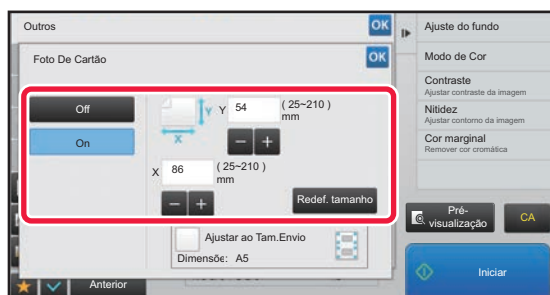 Outros
OK
Foto De Cartão
OK
Off
On
Y
Y 54 ( 25~210 )
mm
X
X 86 ( 25~210 )
mm
Redef. tamanho
Ajustar ao Tam.Envio
Dimensões: A5
Anterior
Ajuste do fundo
Modo de Cor
Contraste
Ajustar contraste da imagem
Nitidez
Ajustar contorno da imagem
Cor marginal
Remover cor cromática
Pré-
visualização
CA
Iniciar